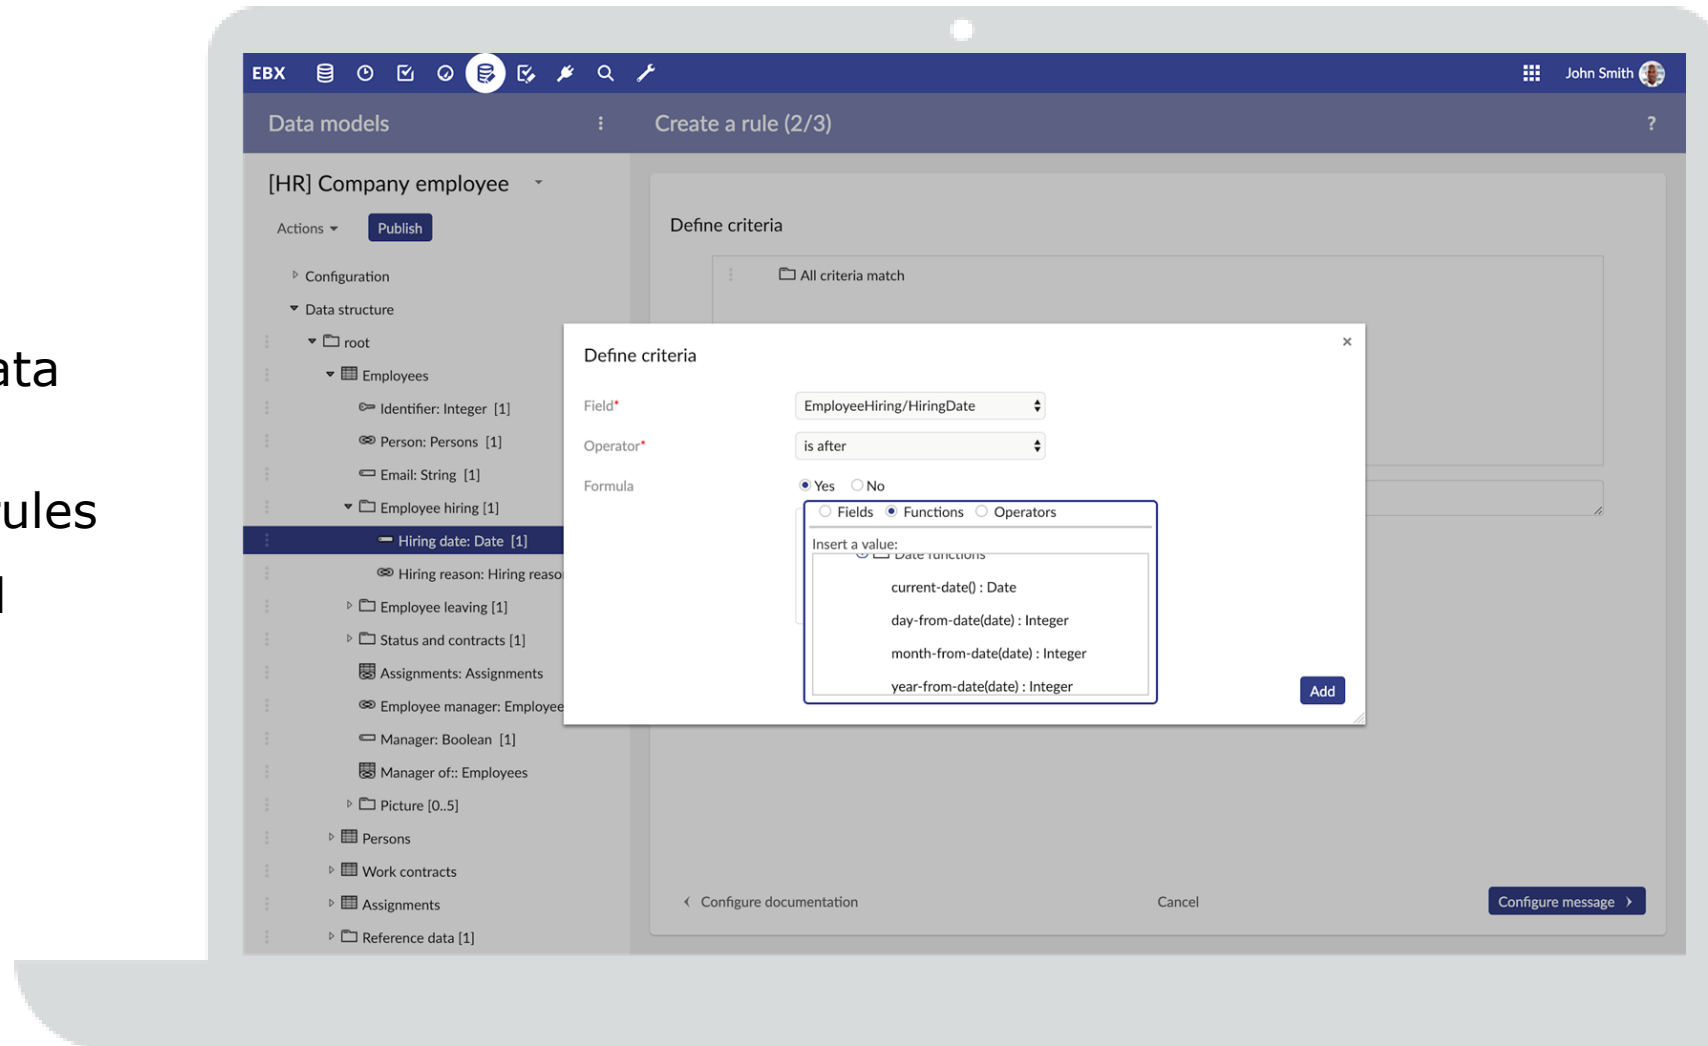 ata
rules
EBX
John Smith
Data models
Create a rule (2/3)
?
[HR] Company employee
Actions
Publish
Configuration
Data structure
root
Employees
Identifier: Integer [1]
Person: Persons [1]
Email: String [1]
Employee hiring [1]
Hiring date: Date [1]
Hiring reason: Hiring reaso
Employee leaving [1]
Status and contracts [1]
Assignments: Assignments
Employee manager: Employee
Manager: Boolean [1]
Manager of:: Employees
Picture [0..5]
Persons
Work contracts
Assignments
Reference data [1]
Define criteria
All criteria match
Define criteria
×
Field*
EmployeeHiring/HiringDate
Operator*
is after
Formula
Yes No
Fields Functions Operators
Insert a value:
Date functions
current-date() : Date
day-from-date(date) : Integer
month-from-date(date) : Integer
year-from-date(date) : Integer
Add
Configure documentation
Cancel
Configure message